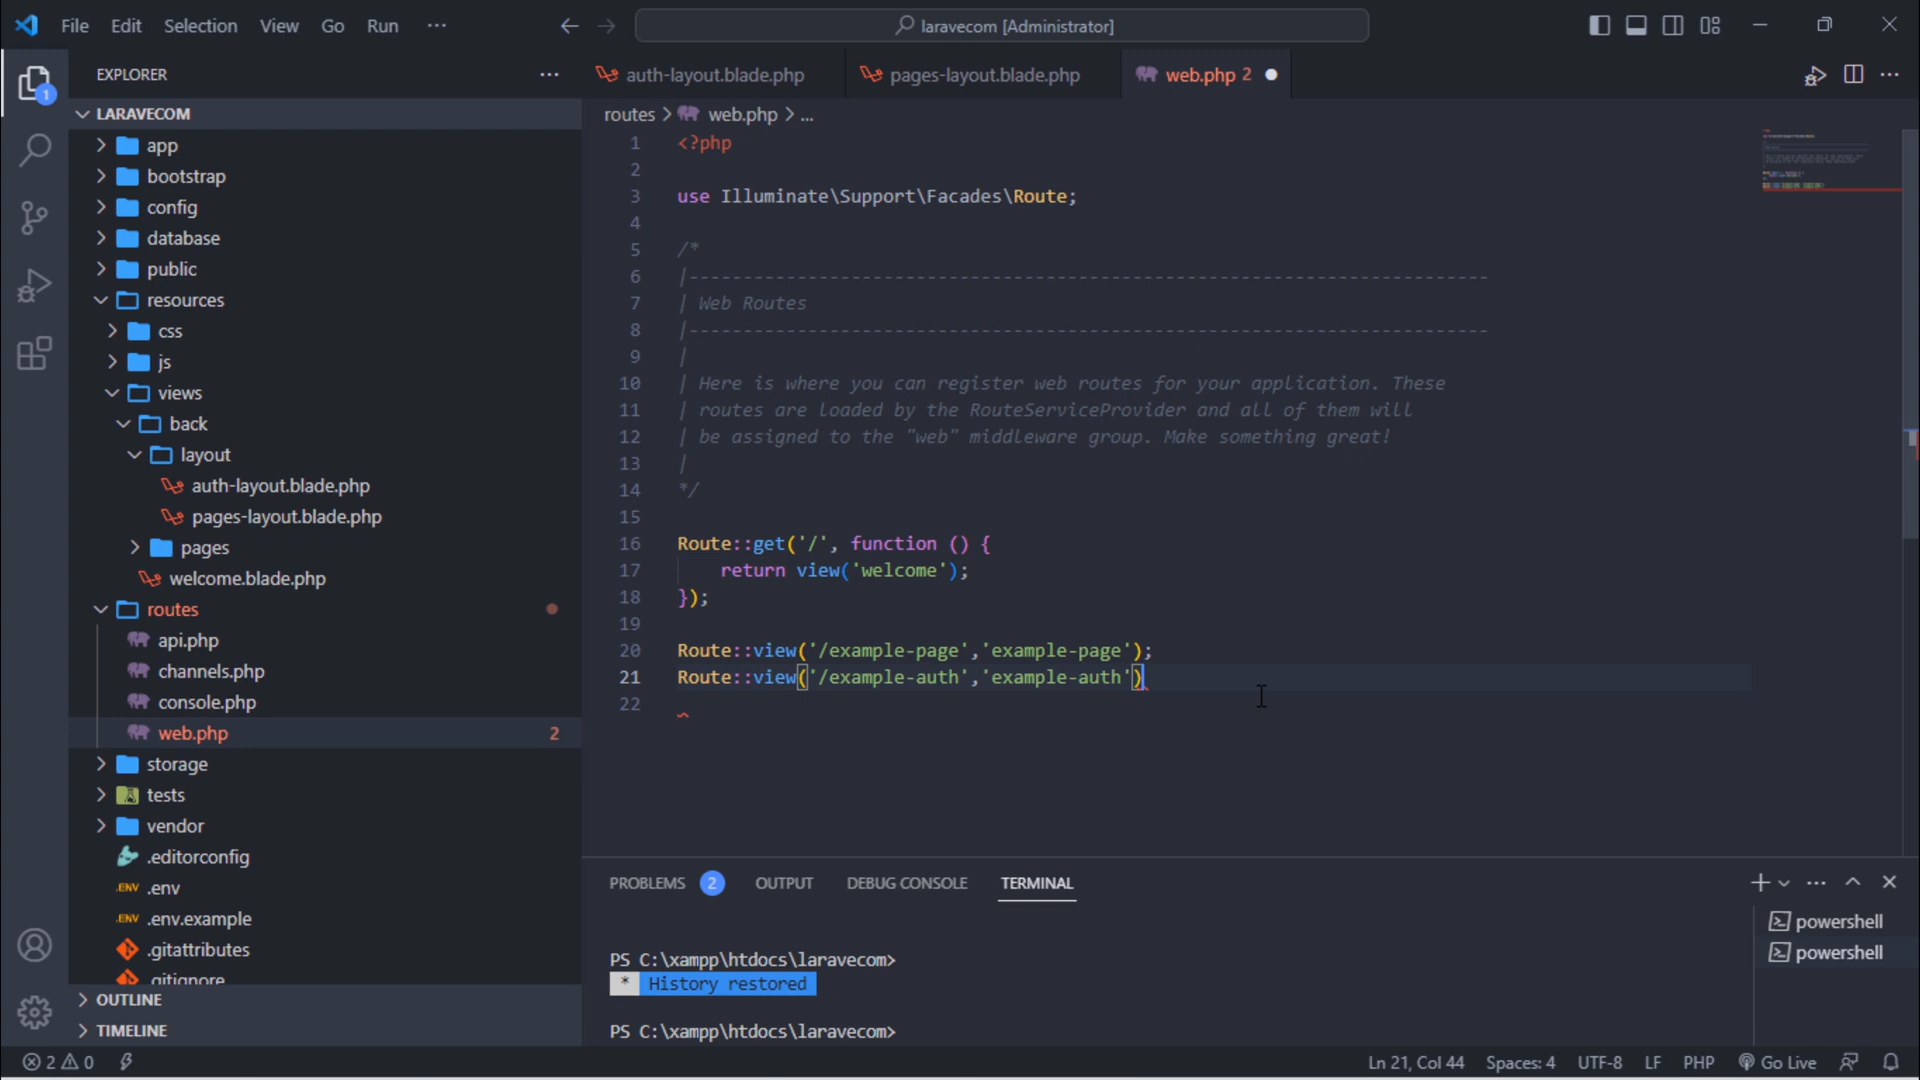 File Edit Selection View Go Run ···
laravecom [Administrator]
EXPLORER ···
LARAVECOM
app
bootstrap
config
database
public
resources
css
js
views
back
layout
auth-layout.blade.php
pages-layout.blade.php
pages
welcome.blade.php
routes
api.php
channels.php
console.php
web.php 2
storage
tests
vendor
.editorconfig
.ENV .env
.ENV .env.example
.gitattributes
.gitignore
OUTLINE
TIMELINE
1
auth-layout.blade.php pages-layout.blade.php web.php 2
routes > web.php > ...
1 <?php
2
3 use Illuminate\Support\Facades\Route;
4
5 /*
6 |--------------------------------------------------------------------------
7 | Web Routes
8 |--------------------------------------------------------------------------
9 |
10 | Here is where you can register web routes for your application. These
11 | routes are loaded by the RouteServiceProvider and all of them will
12 | be assigned to the "web" middleware group. Make something great!
13 |
14 */
15
16 Route::get('/', function () {
17 return view('welcome');
18 });
19
20 Route::view('/example-page','example-page');
21 Route::view('/example-auth','example-auth')
22
PROBLEMS 2 OUTPUT DEBUG CONSOLE TERMINAL
PS C:\xampp\htdocs\laravecom>
* History restored
PS C:\xampp\htdocs\laravecom>
powershell
powershell
2 0 Ln 21, Col 44 Spaces: 4 UTF-8 LF PHP Go Live